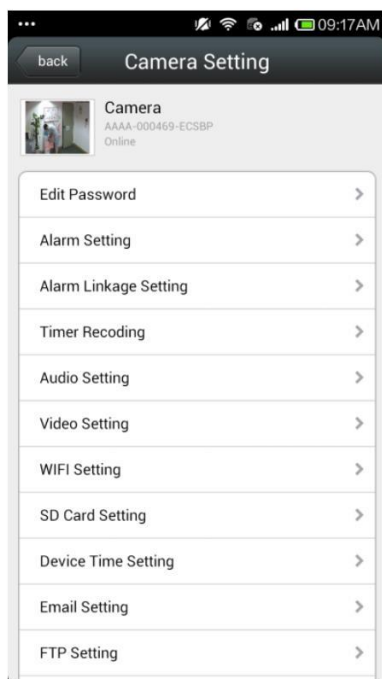 09:17AM
back
Camera Setting
Camera
AAAA-000469-ECSBP
Online
Edit Password
Alarm Setting
Alarm Linkage Setting
Timer Recoding
Audio Setting
Video Setting
WIFI Setting
SD Card Setting
Device Time Setting
Email Setting
FTP Setting